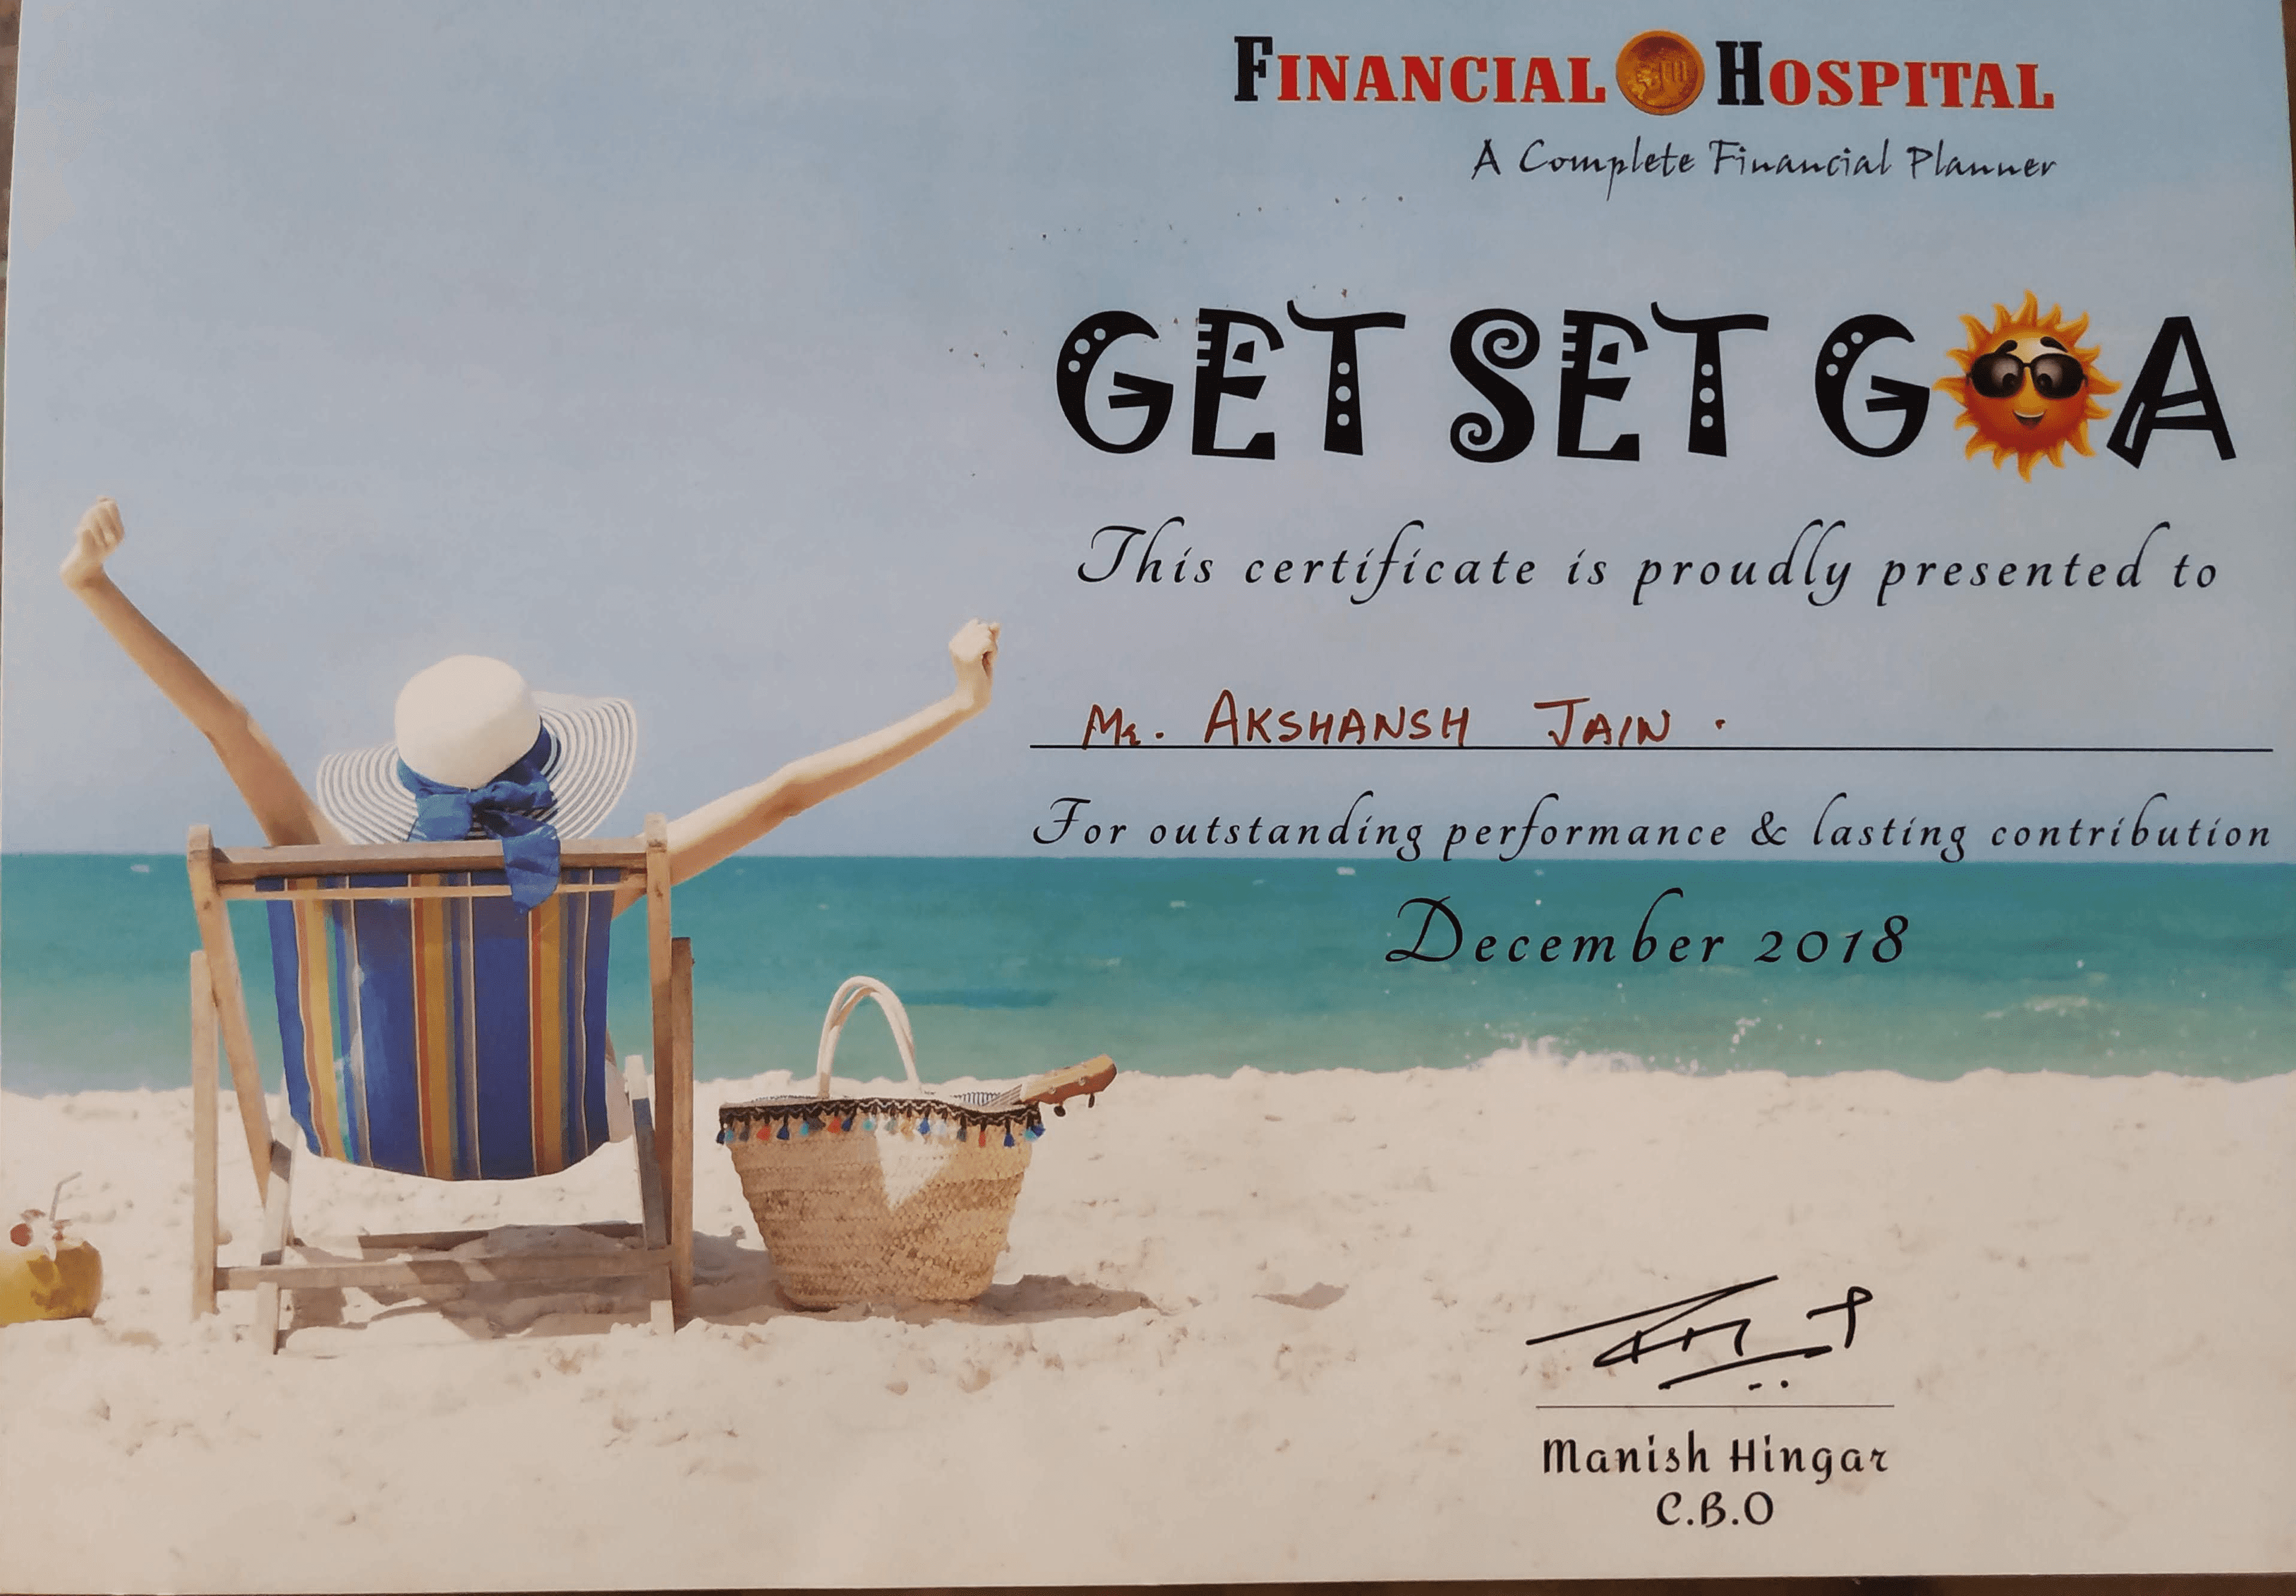 FINANCIAL HOSPITAL
A Complete Financial Planner
GET SET GOA
This certificate is proudly presented to
Mr. AKSHANSH JAIN.
For outstanding performance & lasting contribution
December 2018
Manish Hingar
C.B.O